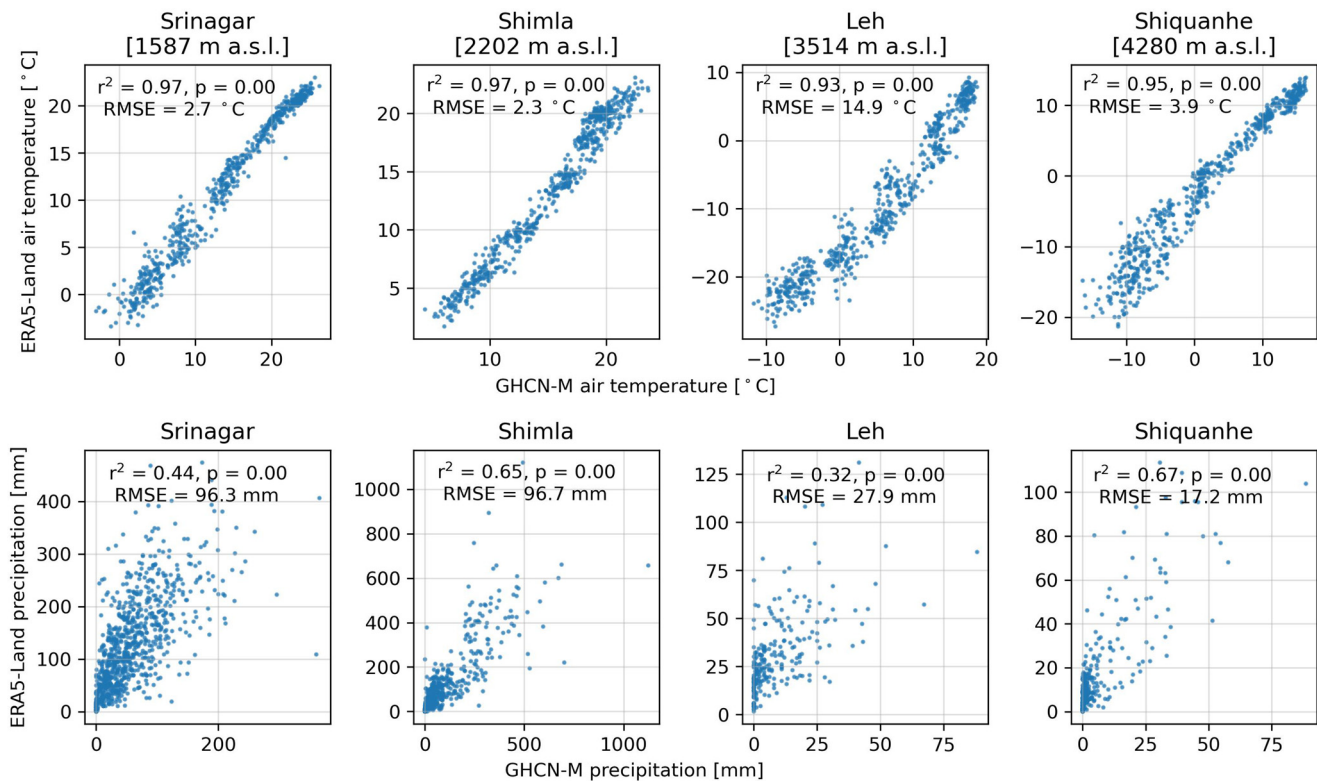 Srinagar
[1587 m a.s.l.]
Shimla
[2202 m a.s.l.]
Leh
[3514 m a.s.l.]
Shiquanhe
[4280 m a.s.l.]
ERA5-Land air temperature [°C]
r² = 0.97, p = 0.00
RMSE = 2.7 °C
20
15
10
5
0
0
10
20
r² = 0.97, p = 0.00
RMSE = 2.3 °C
20
15
10
5
10
20
r² = 0.93, p = 0.00
RMSE = 14.9 °C
10
0
−10
−20
−10
0
10
20
r² = 0.95, p = 0.00
RMSE = 3.9 °C
10
0
−10
−20
−10
0
10
GHCN-M air temperature [°C]
Srinagar
Shimla
Leh
Shiquanhe
ERA5-Land precipitation [mm]
r² = 0.44, p = 0.00
RMSE = 96.3 mm
400
300
200
100
0
0
200
r² = 0.65, p = 0.00
RMSE = 96.7 mm
1000
800
600
400
200
0
0
500
1000
r² = 0.32, p = 0.00
RMSE = 27.9 mm
125
100
75
50
25
0
0
25
50
75
r² = 0.67, p = 0.00
RMSE = 17.2 mm
100
80
60
40
20
0
0
25
50
75
GHCN-M precipitation [mm]